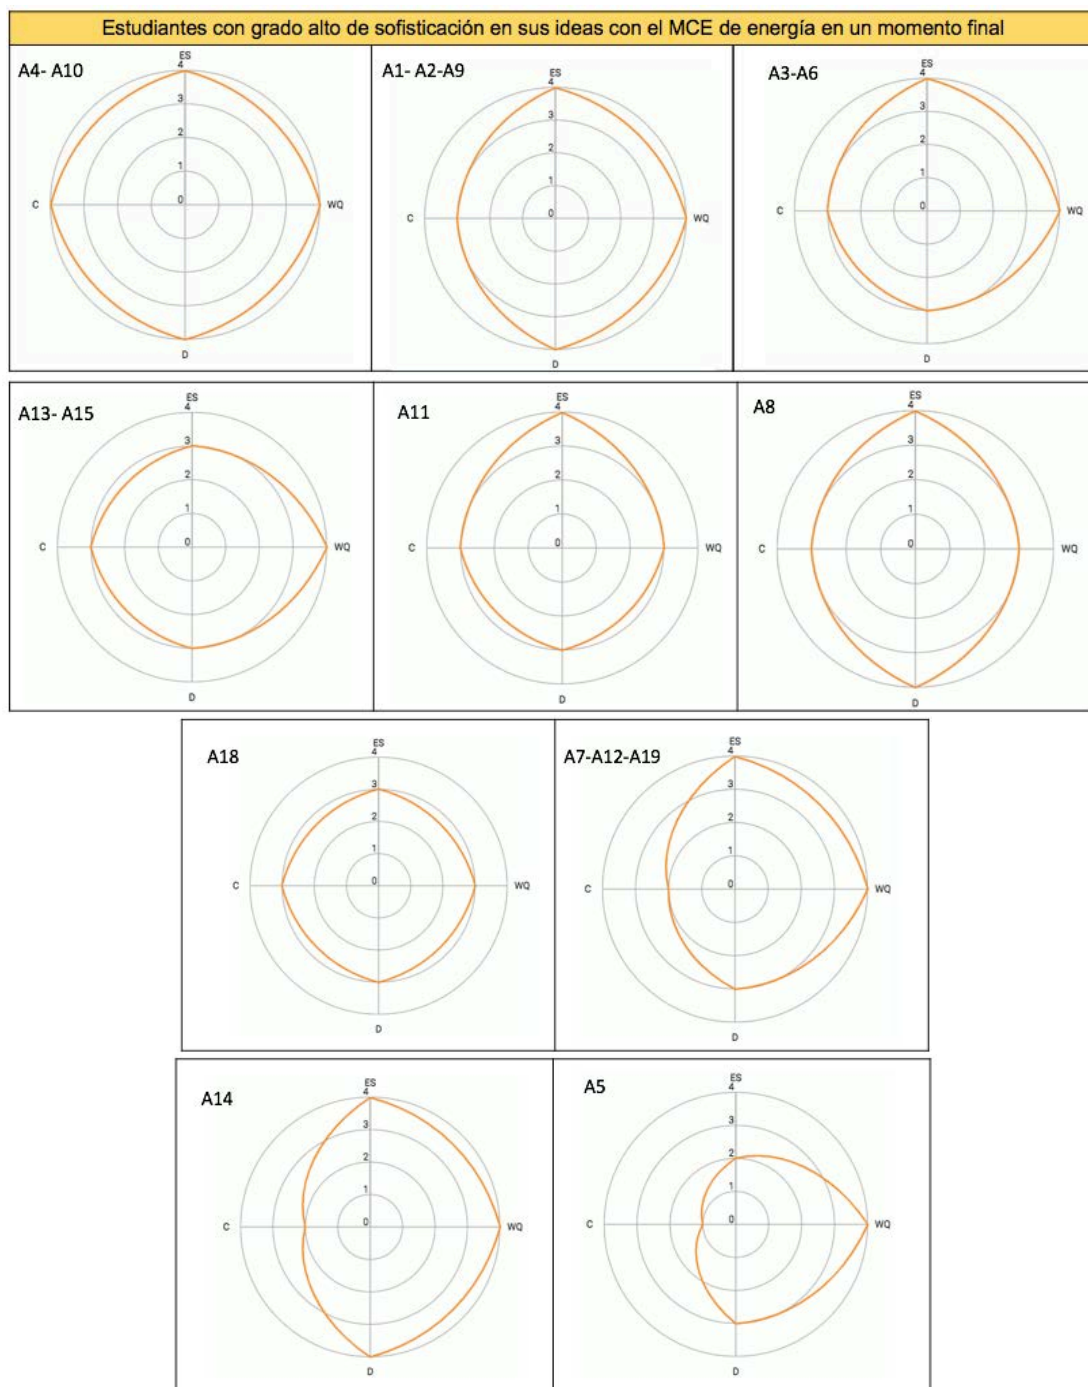 Estudiantes con grado alto de sofisticación en sus ideas con el MCE de energía en un momento final
A4- A10
ES
4
3
2
1
0
C
WQ
D
A1- A2-A9
ES
4
3
2
1
0
C
WQ
D
A3-A6
ES
4
3
2
1
0
C
WQ
D
A13- A15
ES
4
3
2
1
0
C
WQ
D
A11
ES
4
3
2
1
0
C
WQ
D
A8
ES
4
3
2
1
0
C
WQ
D
A18
ES
4
3
2
1
0
C
WQ
D
A7-A12-A19
ES
4
3
2
1
0
C
WQ
D
A14
ES
4
3
2
1
0
C
WQ
D
A5
ES
4
3
2
1
0
C
WQ
D